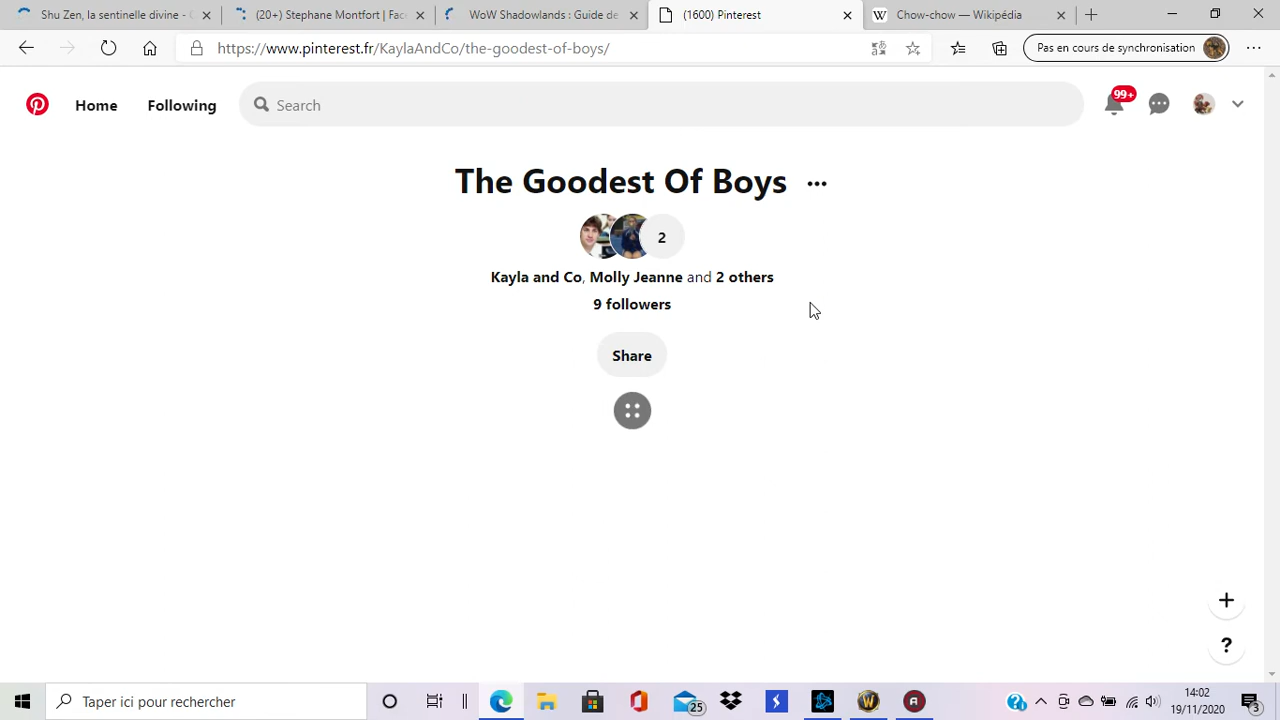 Shu Zen, la sentinelle divine - C
(20+) Stephane Montfort | Fac
WoW Shadowlands : Guide de
(1600) Pinterest
W Chow-chow — Wikipédia
https://www.pinterest.fr/KaylaAndCo/the-goodest-of-boys/
Pas en cours de synchronisation
Home
Following
Search
99+
The Goodest Of Boys
2
Kayla and Co, Molly Jeanne and 2 others
9 followers
Share
+
?
Taper ici pour rechercher
25
14:02
19/11/2020
3